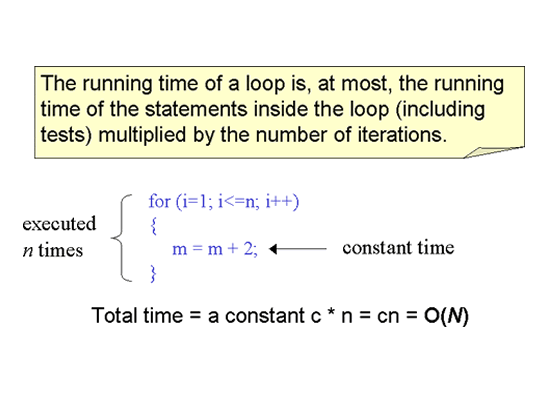 The running time of a loop is, at most, the running
time of the statements inside the loop (including
tests) multiplied by the number of iterations.
executed
n times
for (i=1; i<=n; i++)
{
m = m + 2;
}
constant time
Total time = a constant c * n = cn = O(N)